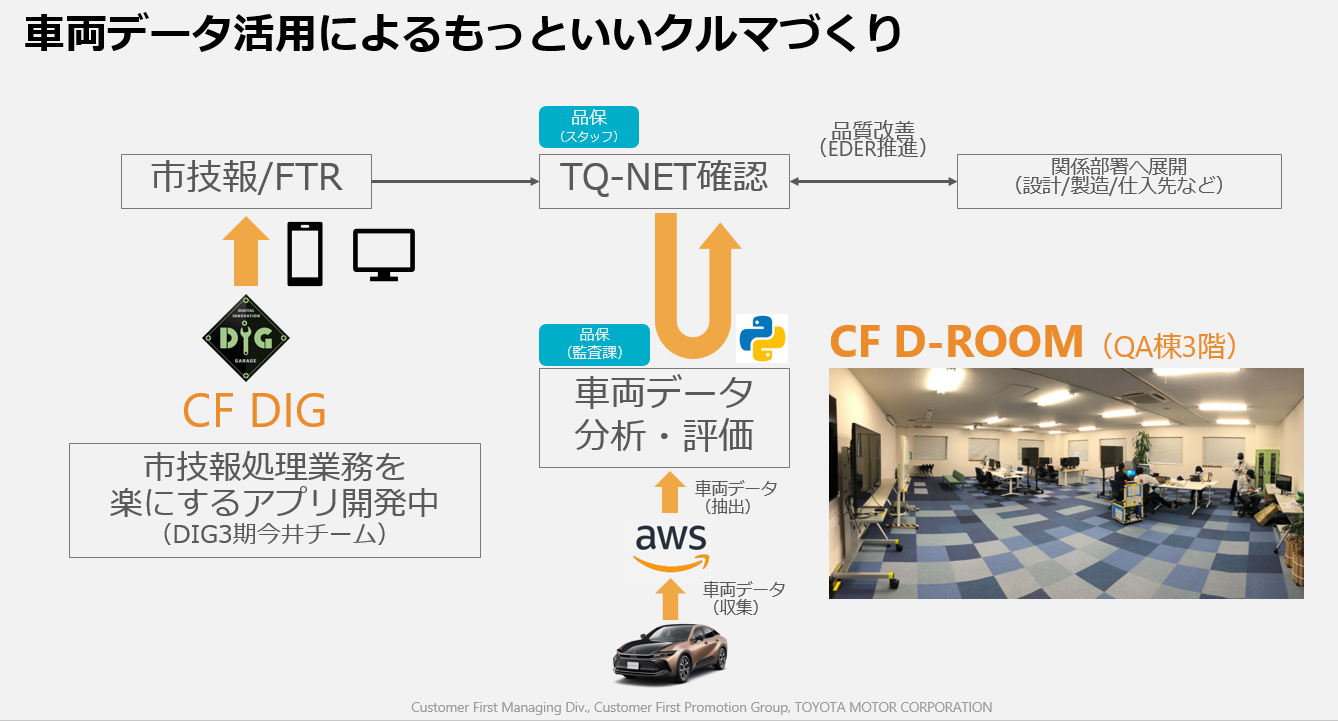 車両データ活用によるもっといいクルマづくり
品保
（スタッフ）
市技報/FTR
TQ-NET確認
品質改善
（EDER推進）
関係部署へ展開
（設計/製造/仕入先など）
DIGITAL
INNOVATION
DIG
GARAGE
CF DIG
市技報処理業務を
楽にするアプリ開発中
（DIG3期今井チーム）
品保
（監査課）
車両データ
分析・評価
車両データ
（抽出）
aws
車両データ
（収集）
CF D-ROOM（QA棟3階）
Customer First Managing Div., Customer First Promotion Group, TOYOTA MOTOR CORPORATION